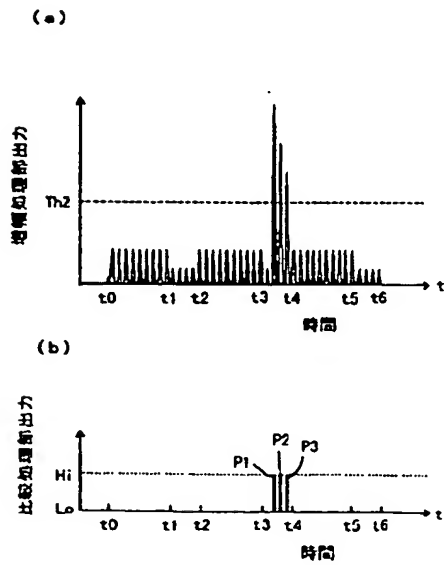 (a)
増幅処理部出力
Th2
t0 t1 t2 t3 t4 t5 t6 t
時間
(b)
比較処理部出力
P1 P2 P3
Hi
Lo
t0 t1 t2 t3 t4 t5 t6 t
時間